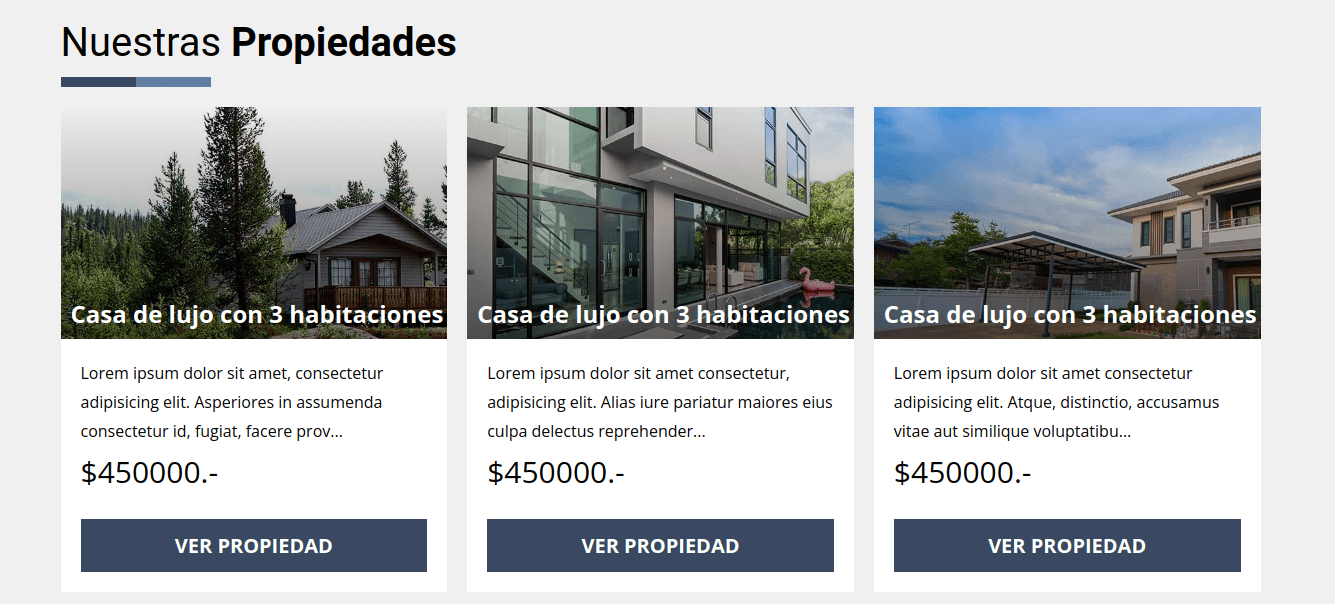 Nuestras Propiedades
Casa de lujo con 3 habitaciones
Lorem ipsum dolor sit amet, consectetur
adipisicing elit. Asperiores in assumenda
consectetur id, fugiat, facere prov...
$450000.-
VER PROPIEDAD
Casa de lujo con 3 habitaciones
Lorem ipsum dolor sit amet consectetur,
adipisicing elit. Alias iure pariatur maiores eius
culpa delectus reprehender...
$450000.-
VER PROPIEDAD
Casa de lujo con 3 habitaciones
Lorem ipsum dolor sit amet consectetur
adipisicing elit. Atque, distinctio, accusamus
vitae aut similique voluptatibu...
$450000.-
VER PROPIEDAD